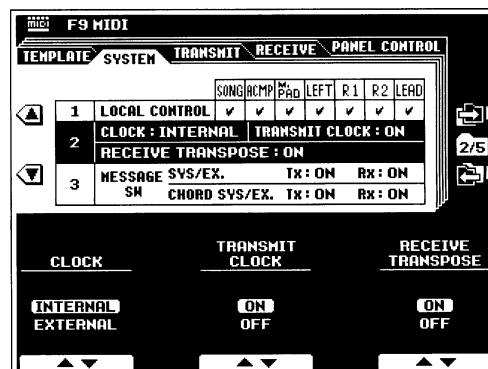 MIDI F9 MIDI
TEMPLATE SYSTEM TRANSMIT RECEIVE PANEL CONTROL
SONG ACMP M.PAD LEFT R1 R2 LEAD
1 LOCAL CONTROL ✔ ✔ ✔ ✔ ✔ ✔ ✔
2 CLOCK : INTERNAL TRANSMIT CLOCK : ON
RECEIVE TRANSPOSE : ON
2/5
3 MESSAGE SW SYS/EX. Tx : ON Rx : ON
CHORD SYS/EX. Tx : ON Rx : ON
CLOCK
TRANSMIT CLOCK
RECEIVE TRANSPOSE
INTERNAL ON ON
EXTERNAL OFF OFF